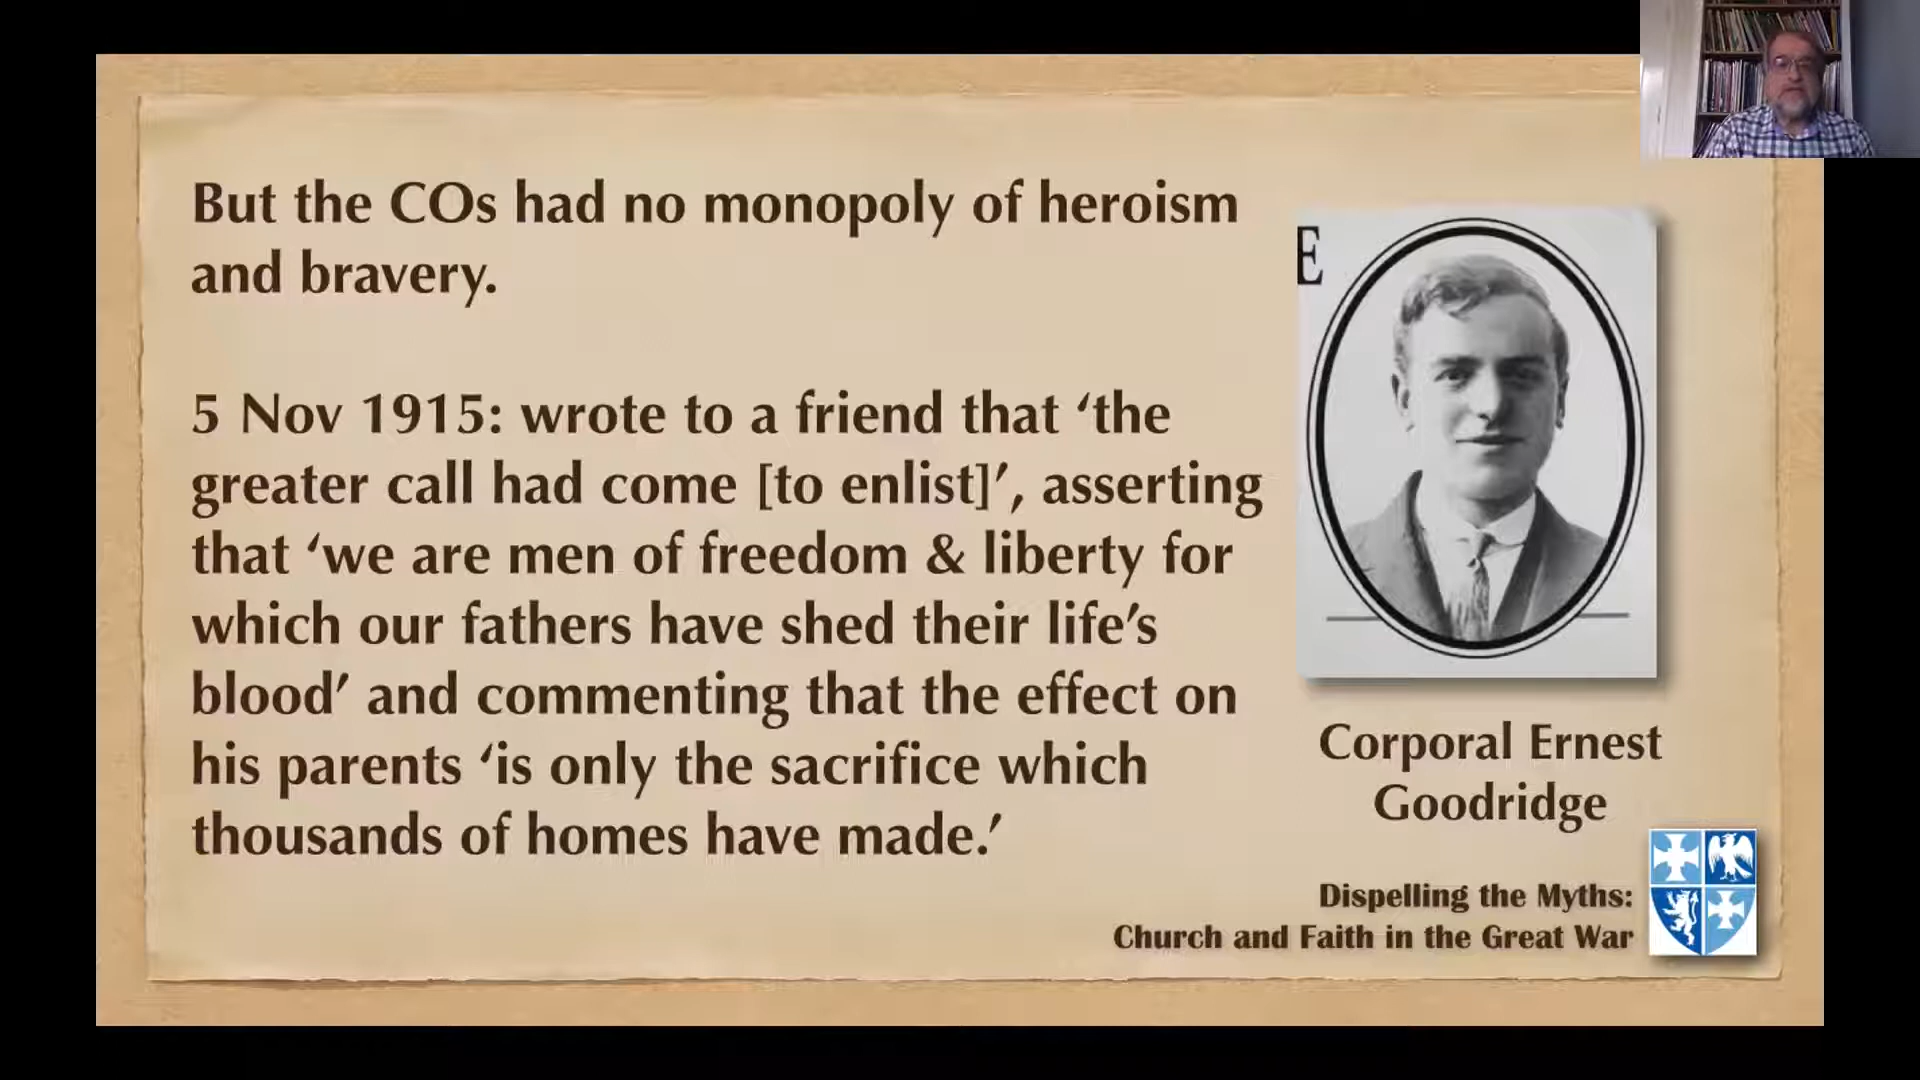 But the COs had no monopoly of heroism
and bravery.
5 Nov 1915: wrote to a friend that ‘the
greater call had come [to enlist]’, asserting
that ‘we are men of freedom & liberty for
which our fathers have shed their life’s
blood’ and commenting that the effect on
his parents ‘is only the sacrifice which
thousands of homes have made.’
E
Corporal Ernest
Goodridge
Dispelling the Myths:
Church and Faith in the Great War